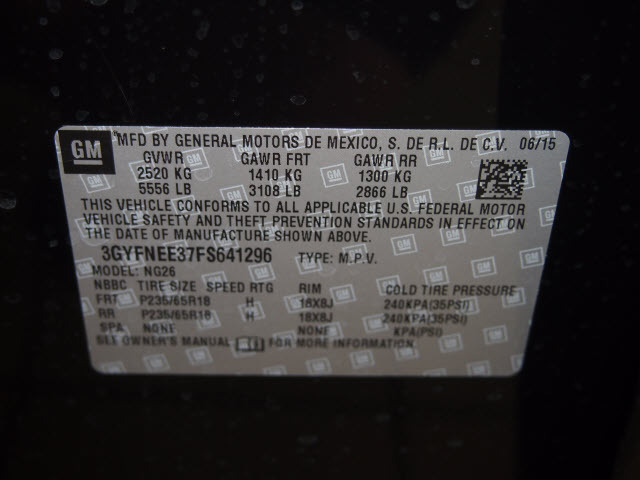 GM MFD BY GENERAL MOTORS DE MEXICO, S. DE R.L. DE C.V. 06/15
GVWR GAWR FRT GAWR RR
2520 KG 1410 KG 1300 KG
5556 LB 3108 LB 2866 LB
THIS VEHICLE CONFORMS TO ALL APPLICABLE U.S. FEDERAL MOTOR
VEHICLE SAFETY AND THEFT PREVENTION STANDARDS IN EFFECT ON
THE DATE OF MANUFACTURE SHOWN ABOVE.
3GYFNEE37FS641296 TYPE: M.P.V.
MODEL: NG26
NBBC TIRE SIZE SPEED RTG RIM COLD TIRE PRESSURE
FRT P235/65R18 H 18X8J 240KPA(35PSI)
RR P235/65R18 H 18X8J 240KPA(35PSI)
SPA NONE NONE KPA(PSI)
SEE OWNER'S MANUAL FOR MORE INFORMATION